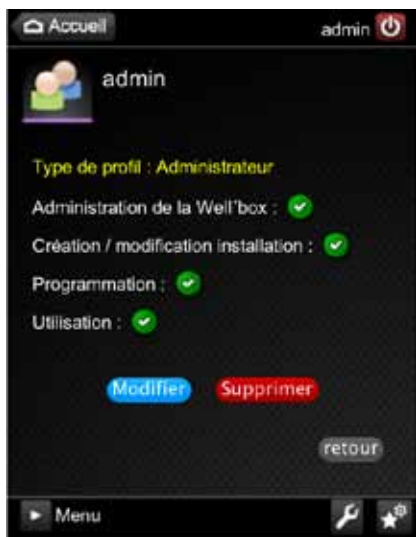 Accueil
admin
admin
Type de profil : Administrateur
Administration de la Well'box :
Création / modification installation :
Programmation :
Utilisation :
Modifier
Supprimer
retour
Menu